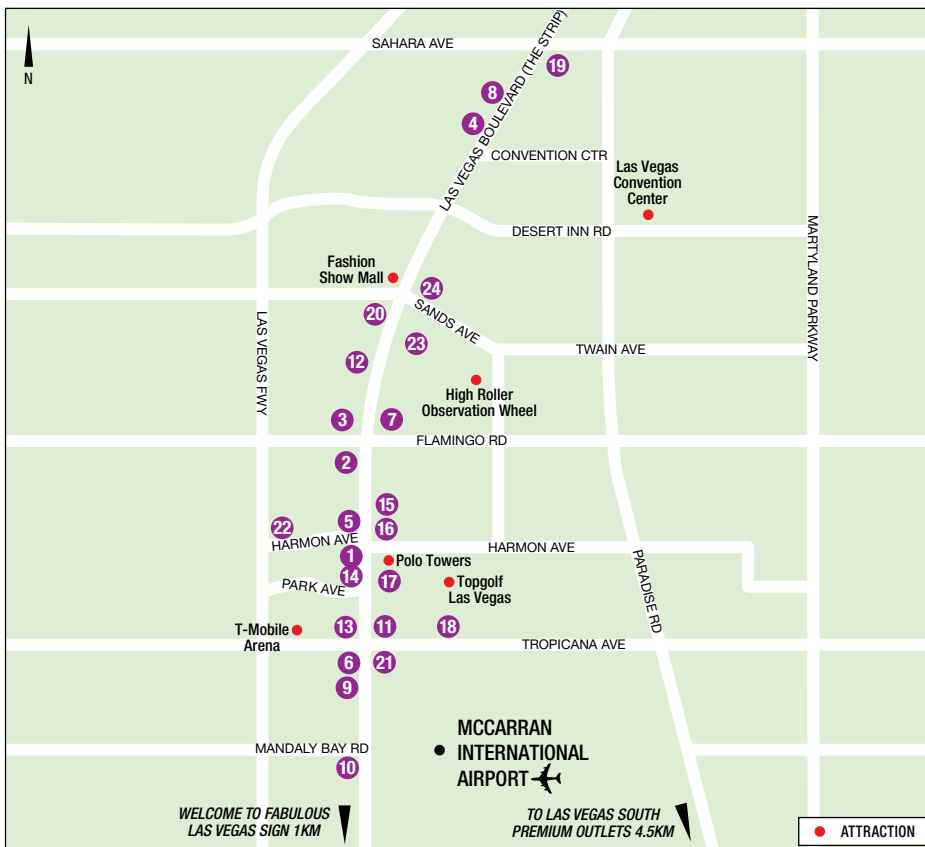 SAHARA AVE
N
LAS VEGAS BOULEVARD (THE STRIP)
19
8
4
CONVENTION CTR
Las Vegas
Convention
Center
DESERT INN RD
MARTYLAND PARKWAY
Fashion
Show Mall
24
20
SANDS AVE
LAS VEGAS FWY
23
TWAIN AVE
12
High Roller
Observation Wheel
3
7
FLAMINGO RD
2
15
5
16
22
HARMON AVE
HARMON AVE
1
Polo Towers
14
17
PARK AVE
Topgolf
Las Vegas
PARADISE RD
T-Mobile
Arena
13
11
18
TROPICANA AVE
6
21
9
MCCARRAN
INTERNATIONAL
AIRPORT
MANDALY BAY RD
10
WELCOME TO FABULOUS
LAS VEGAS SIGN 1KM
TO LAS VEGAS SOUTH
PREMIUM OUTLETS 4.5KM
ATTRACTION